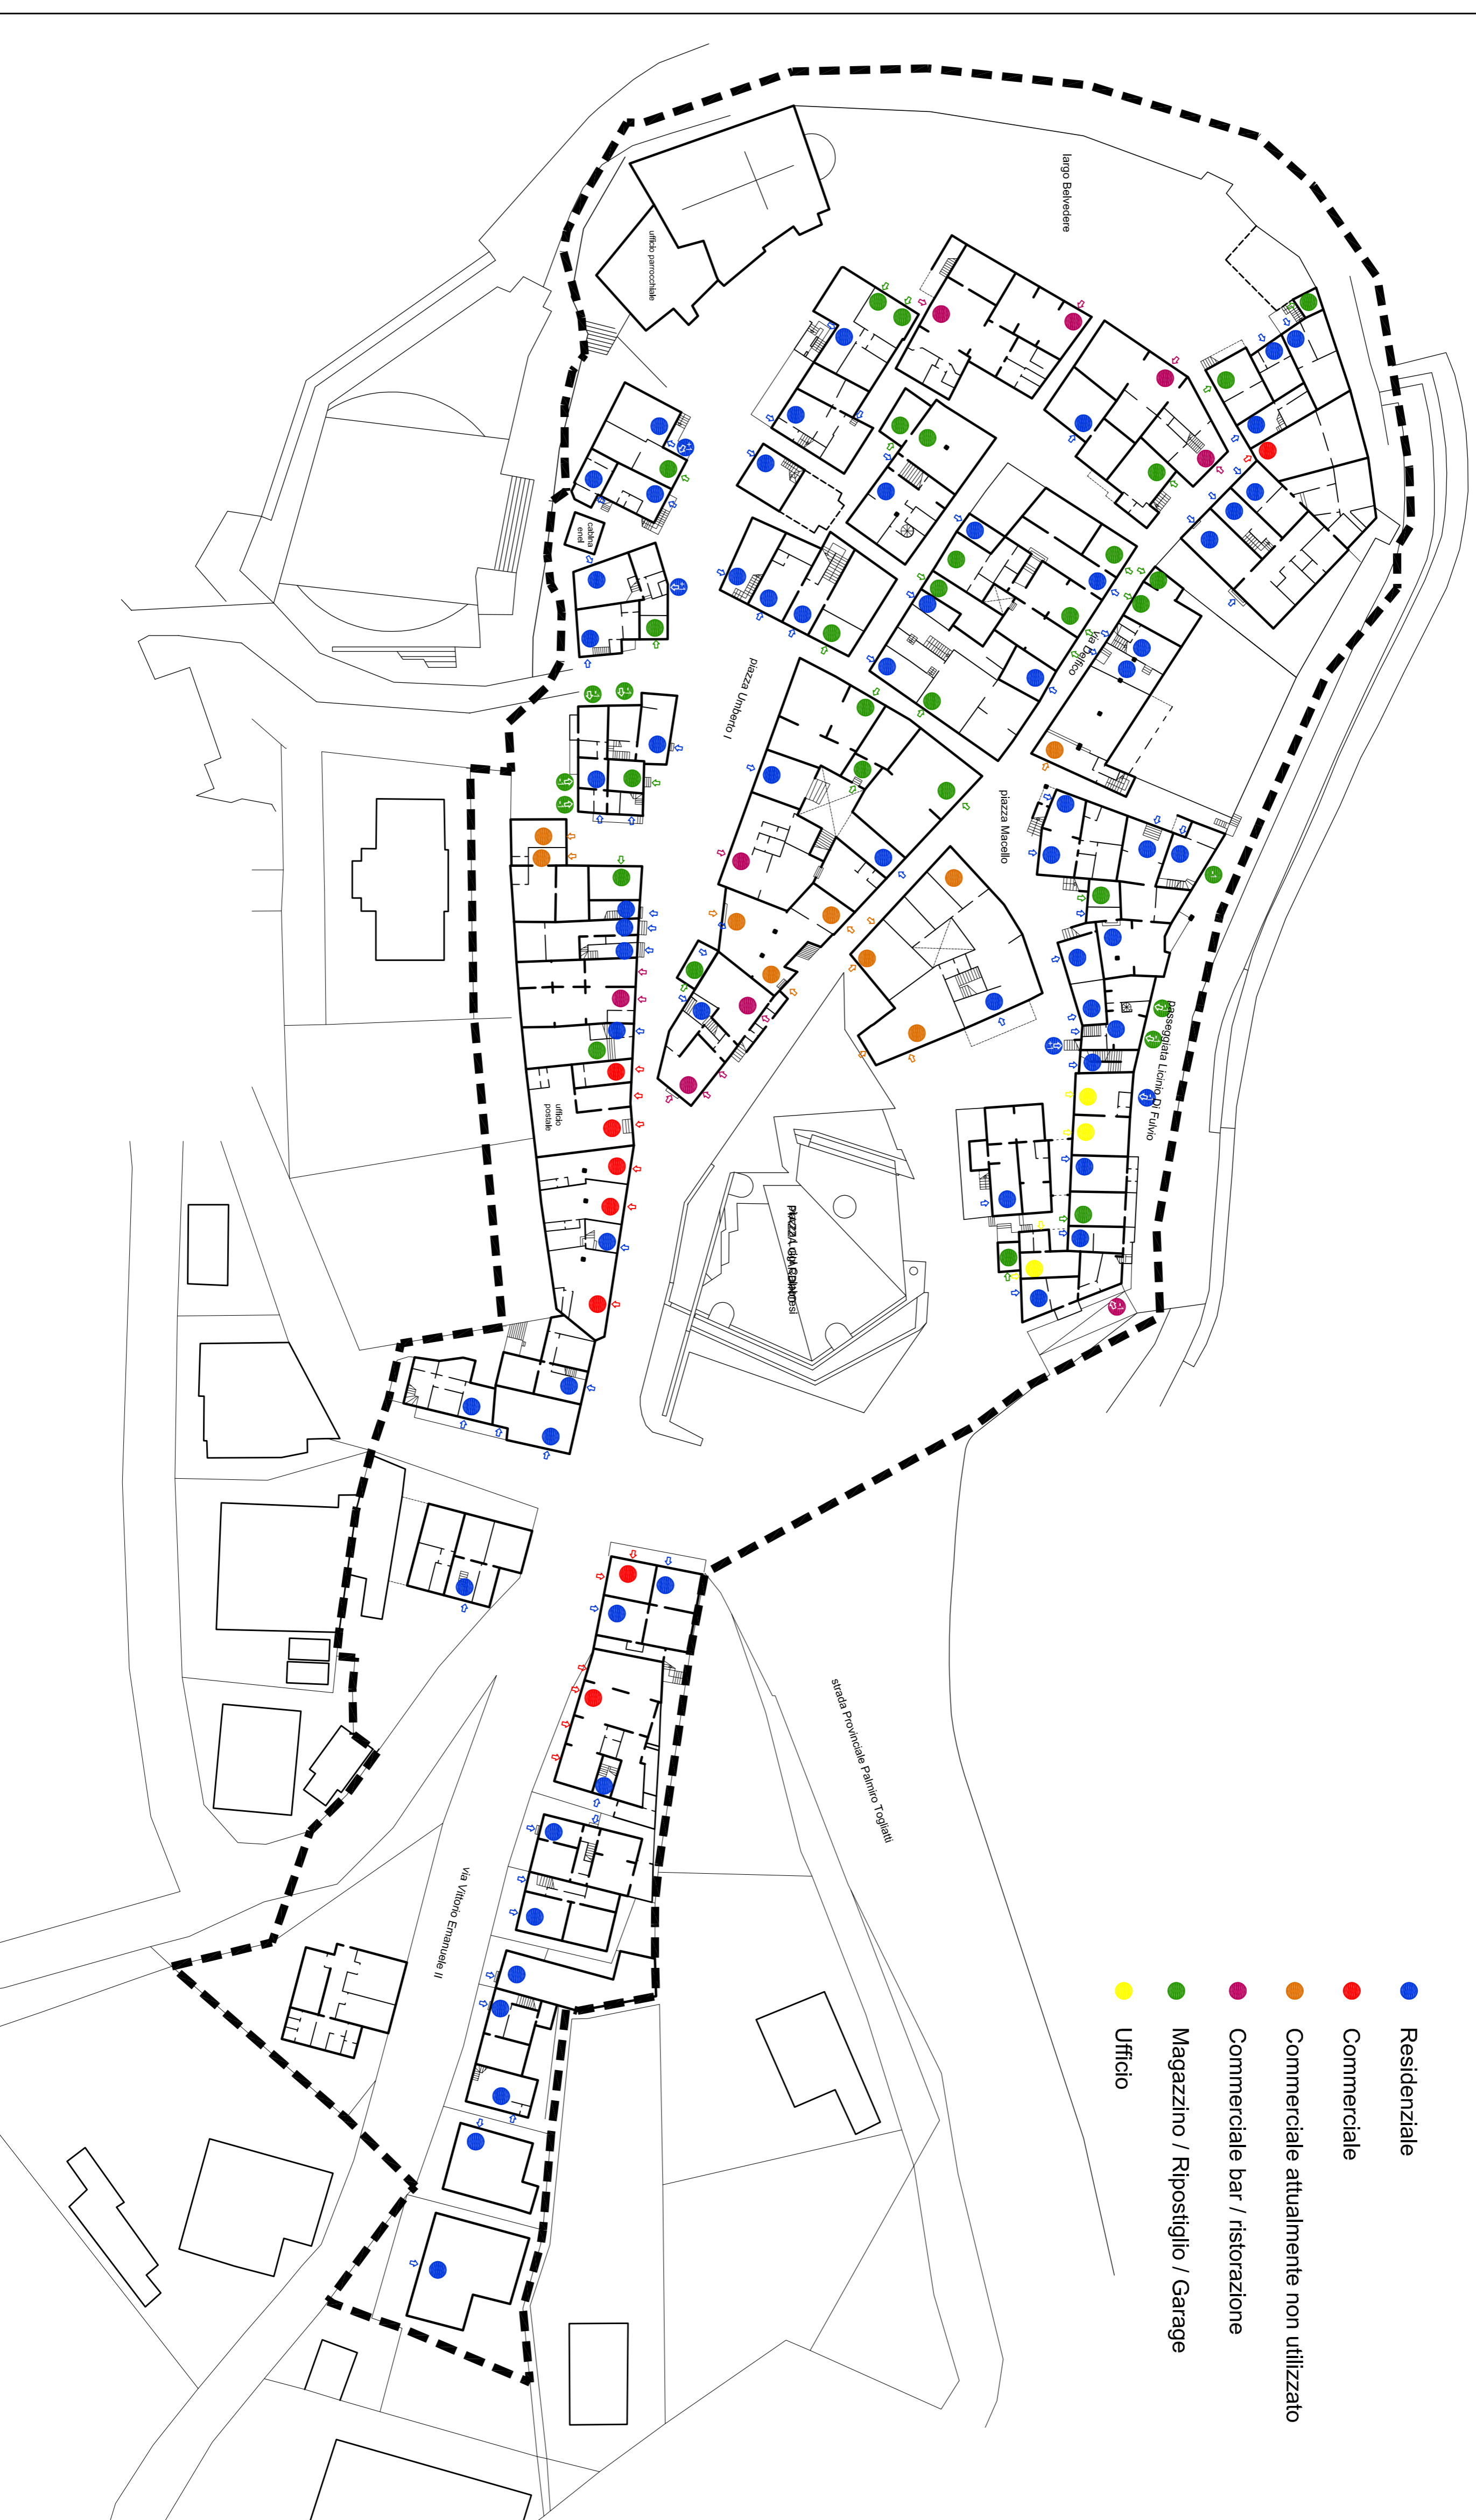 largo Belvedere
ufficio parrocchiale
cabina
enel
via Delfico
piazza Umberto I
piazza Macello
Passeggiata Licinio Di Fulvio
ufficio
postale
strada Provinciale Palmiro Togliatti
via Vittorio Emanuele II
Residenziale
Commerciale
Commerciale attualmente non utilizzato
Commerciale bar / ristorazione
Magazzino / Ripostiglio / Garage
Ufficio